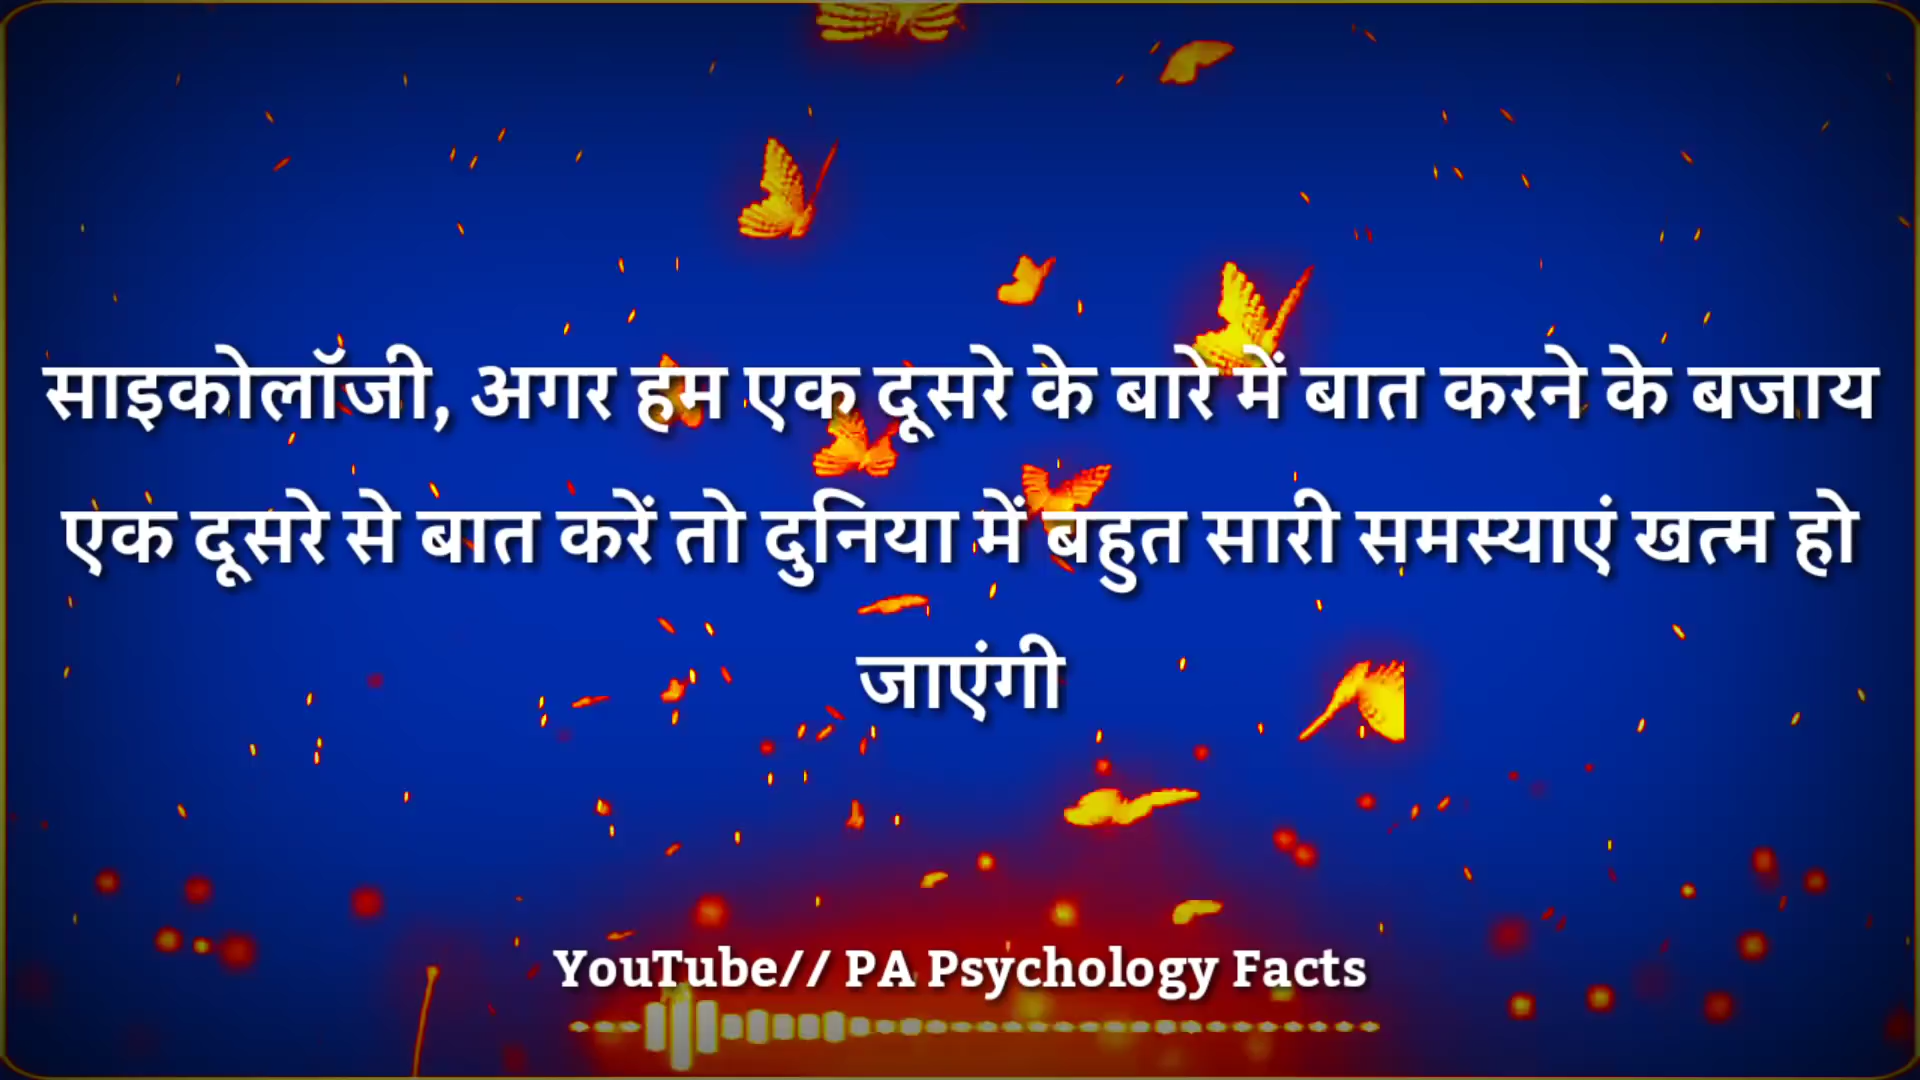 साइकोलॉजी, अगर हम एक दूसरे के बारे में बात करने के बजाय
एक दूसरे से बात करें तो दुनिया में बहुत सारी समस्याएं खत्म हो
जाएंगी
YouTube// PA Psychology Facts